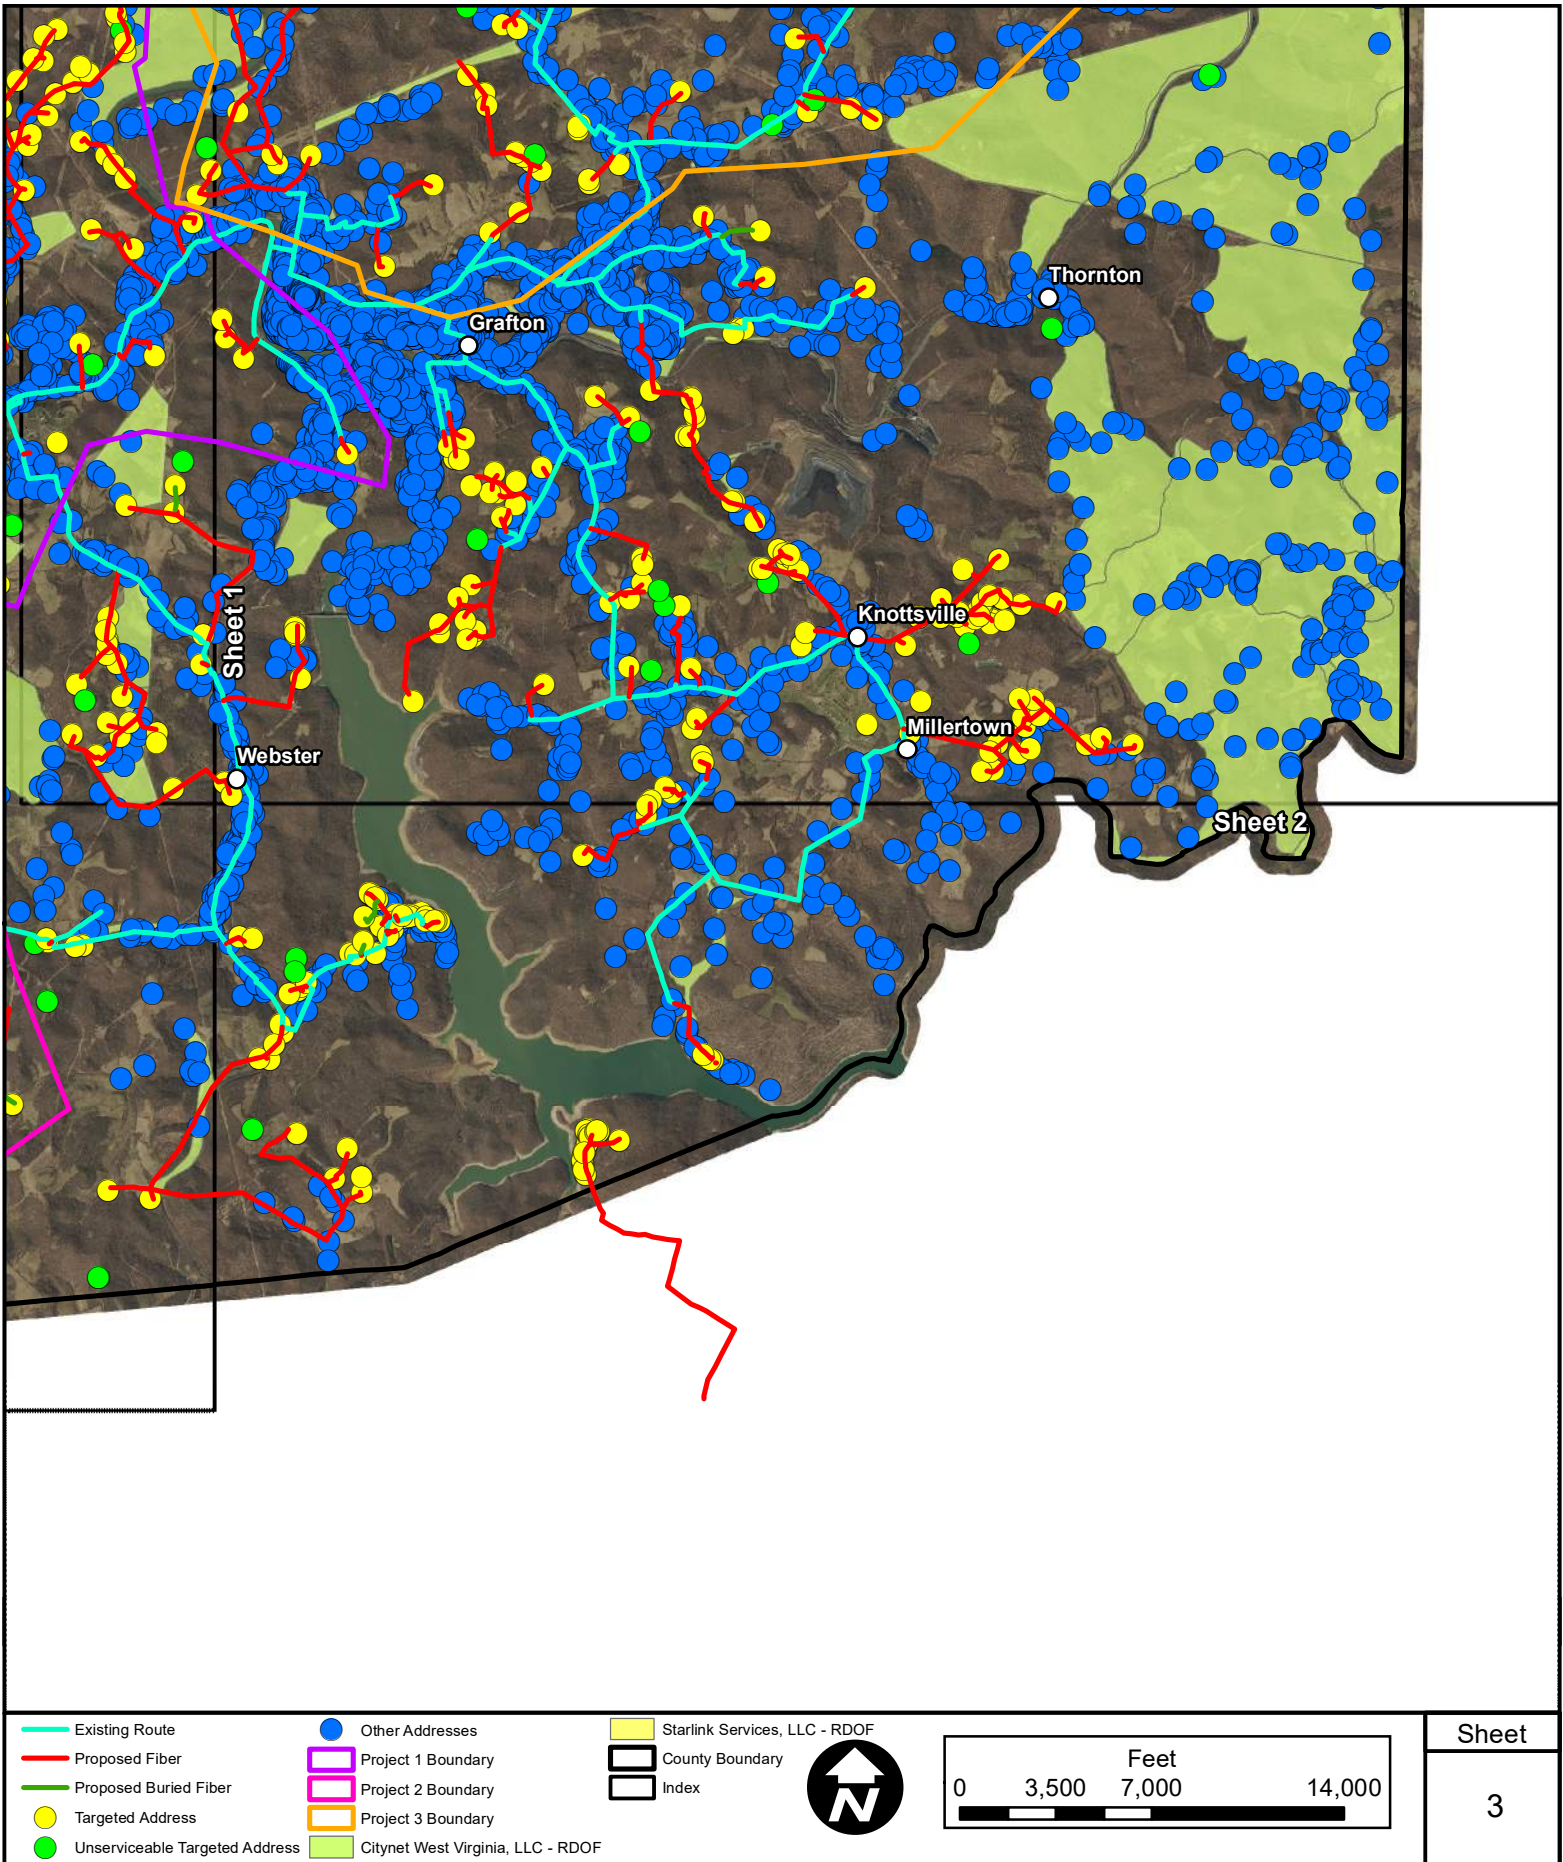 Thornton
Grafton
Sheet 1
Knottsville
Millertown
Webster
Sheet 2
Existing Route
Proposed Fiber
Proposed Buried Fiber
Targeted Address
Unserviceable Targeted Address
Other Addresses
Project 1 Boundary
Project 2 Boundary
Project 3 Boundary
Citynet West Virginia, LLC - RDOF
Starlink Services, LLC - RDOF
County Boundary
Index
N
Feet
0 3,500 7,000 14,000
Sheet
3